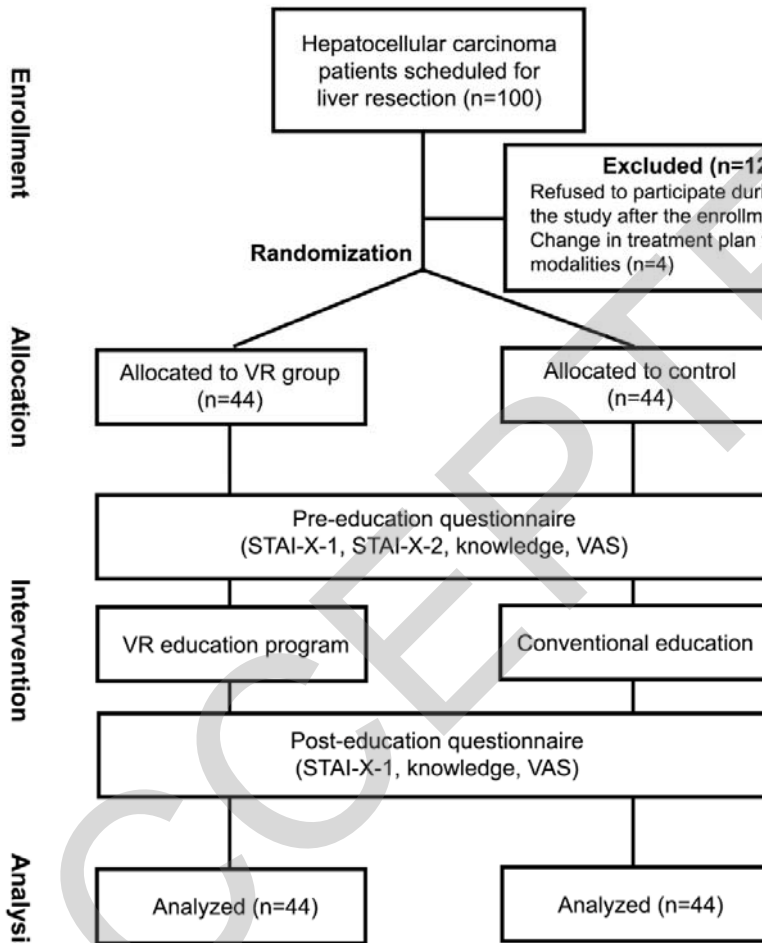 Enrollment
Hepatocellular carcinoma
patients scheduled for
liver resection (n=100)
Excluded (n=12
Refused to participate duri
the study after the enrollm
Change in treatment plan
modalities (n=4)
Randomization
Allocation
Allocated to VR group
(n=44)
Allocated to control
(n=44)
Intervention
Pre-education questionnaire
(STAI-X-1, STAI-X-2, knowledge, VAS)
VR education program
Conventional education
Post-education questionnaire
(STAI-X-1, knowledge, VAS)
Analysi
Analyzed (n=44)
Analyzed (n=44)
CCEPT